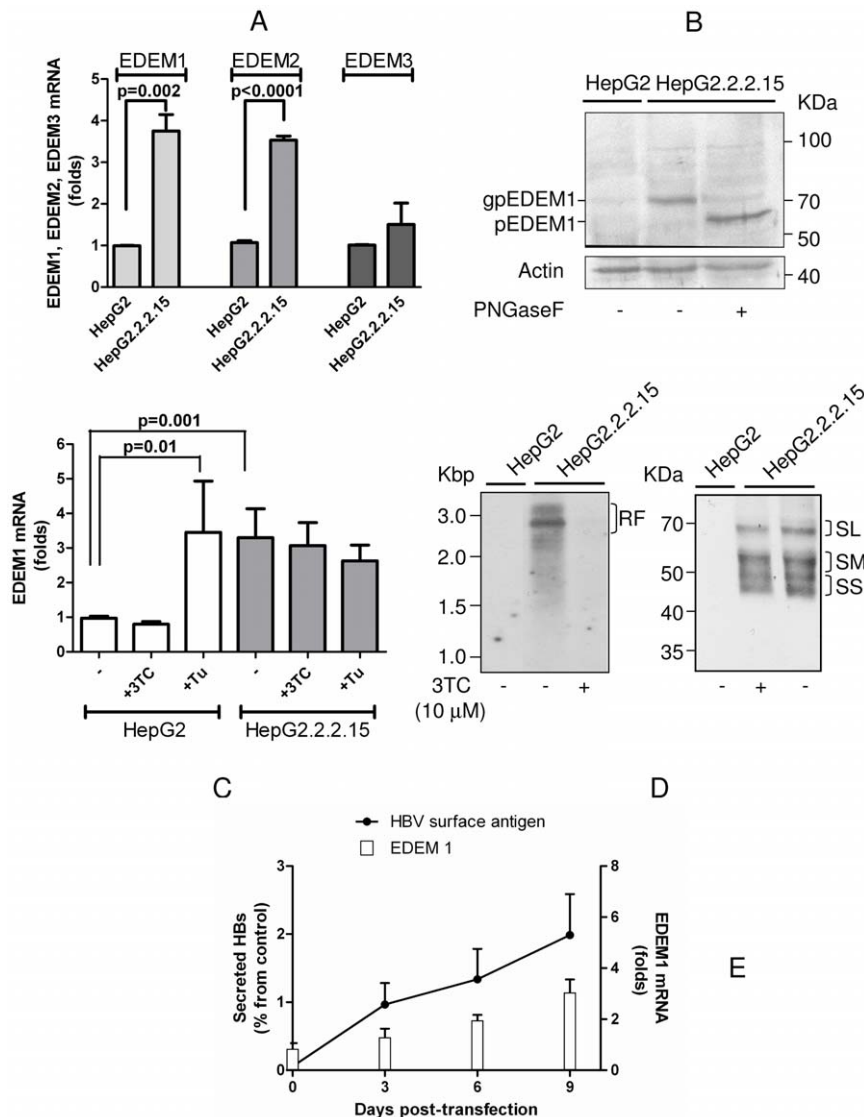 A
EDEM1 EDEM2 EDEM3
p=0.002 p<0.0001
EDEM1, EDEM2, EDEM3 mRNA
(folds)
5
4
3
2
1
0
HepG2
HepG2.2.2.15
HepG2
HepG2.2.2.15
HepG2
HepG2.2.2.15
B
HepG2 HepG2.2.2.15
KDa
100
gpEDEM1
70
pEDEM1
50
Actin
40
PNGaseF - - +
p=0.001
p=0.01
EDEM1 mRNA
(folds)
6
5
4
3
2
1
0
- +3TC +Tu - +3TC +Tu
HepG2 HepG2.2.2.15
Kbp
HepG2
HepG2.2.2.15
3.0
RF
2.0
1.5
1.0
3TC - - +
(10 µM)
KDa
HepG2
HepG2.2.2.15
70
SL
SM
50
SS
40
35
- + -
C
D
HBV surface antigen
EDEM 1
Secreted HBs
(% from control)
3
2
1
0
EDEM1 mRNA
(folds)
8
6
4
2
0
0 3 6 9
Days post-transfection
E